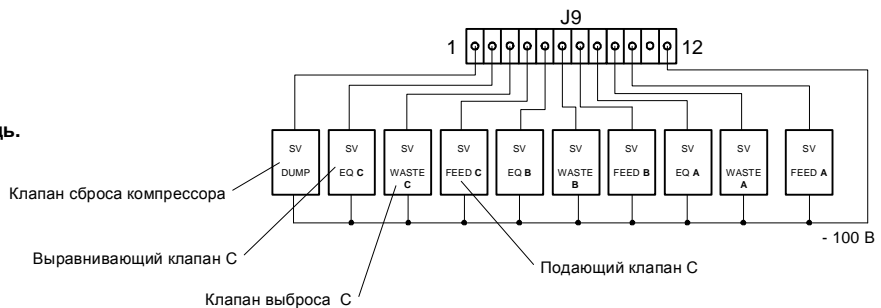 J9
1 12
дь.
SV SV SV SV SV SV SV SV SV SV
DUMP EQ C WASTE C FEED C EQ B WASTE B FEED B EQ A WASTE A FEED A
Клапан сброса компрессора
- 100 В
Выравнивающий клапан С
Подающий клапан С
Клапан выброса С